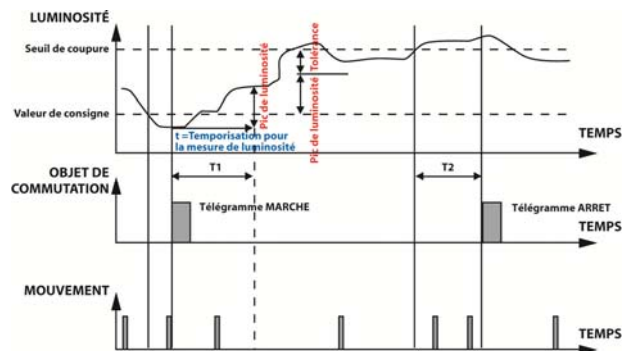 LUMINOSITÉ
Seuil de coupure
Valeur de consigne
Pic de luminosité
Tolérance
Pic de luminosité
t =Temporisation pour
la mesure de luminosité
TEMPS
OBJET DE
COMMUTATION
T1
T2
Télégramme MARCHE
Télégramme ARRET
TEMPS
MOUVEMENT
TEMPS